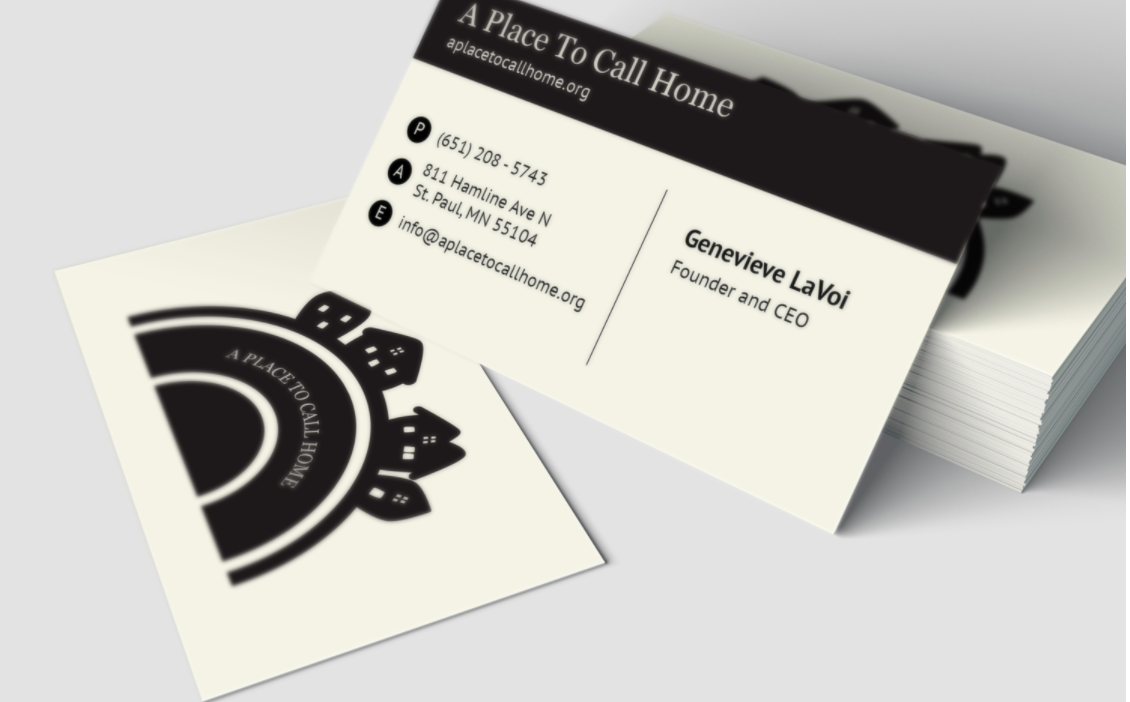 A Place To Call Home
aplacetocallhome.org
P (651) 208 - 5743
A 811 Hamline Ave N
St. Paul, MN 55104
E info@aplacetocallhome.org
Genevieve LaVoi
Founder and CEO
A PLACE TO CALL HOME